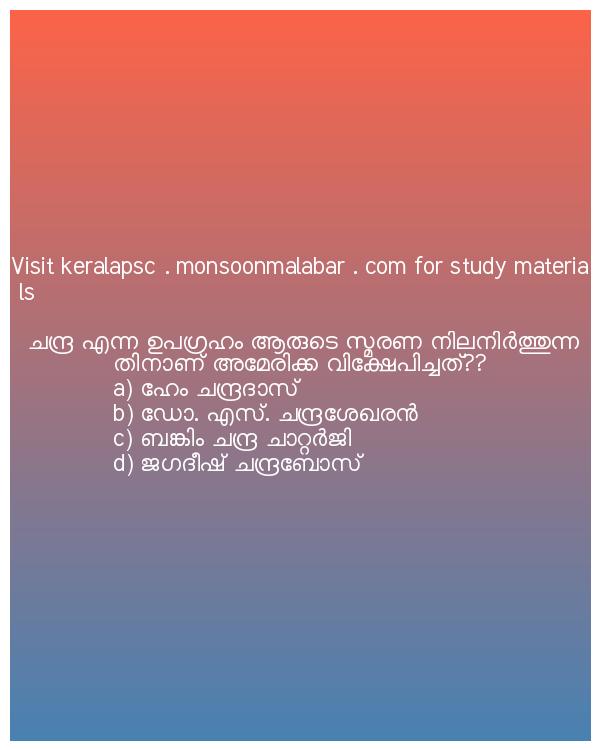 Visit keralapsc . monsoonmalabar . com for study materia
ls
ചന്ദ്ര എന്ന ഉപഗ്രഹം ആരുടെ സ്മരണ നിലനിർത്തുന്ന
തിനാണ് അമേരിക്ക വിക്ഷേപിച്ചത്??
a) ഹേം ചന്ദ്രദാസ്
b) ഡോ. എസ്. ചന്ദ്രശേഖരൻ
c) ബങ്കിം ചന്ദ്ര ചാറ്റർജി
d) ജഗദീഷ് ചന്ദ്രബോസ്